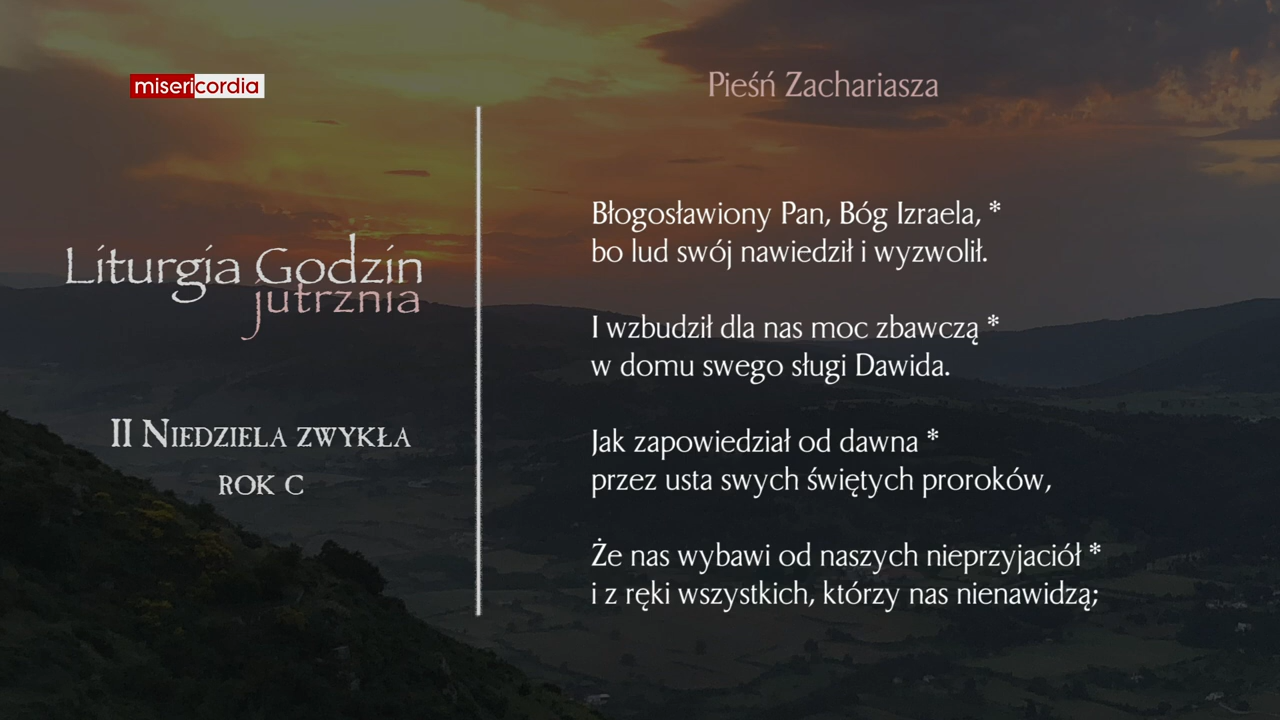 misericordia
Liturgia Godzin
jutrznia
II Niedziela zwykła
rok C
Pieśń Zachariasza
Błogosławiony Pan, Bóg Izraela, *
bo lud swój nawiedził i wyzwolił.
I wzbudził dla nas moc zbawczą *
w domu swego sługi Dawida.
Jak zapowiedział od dawna *
przez usta swych świętych proroków,
Że nas wybawi od naszych nieprzyjaciół *
i z ręki wszystkich, którzy nas nienawidzą;